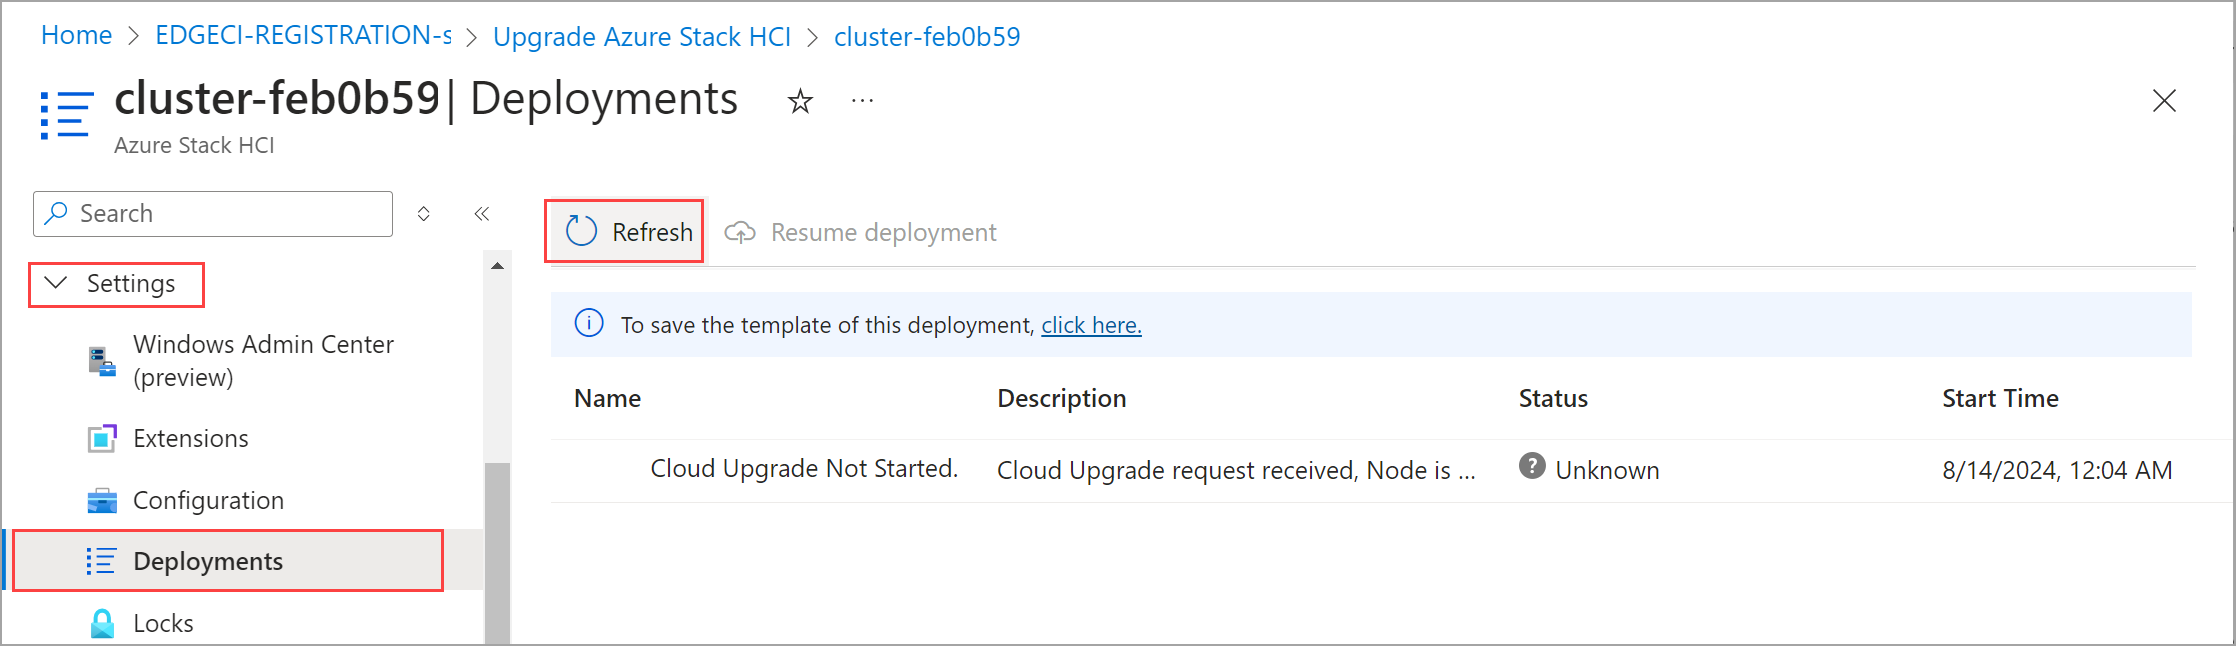 Home > EDGECI-REGISTRATION-s > Upgrade Azure Stack HCI > cluster-feb0b59
cluster-feb0b59 | Deployments ...
Azure Stack HCI
Search
Settings
Windows Admin Center
(preview)
Extensions
Configuration
Deployments
Locks
Refresh
Resume deployment
To save the template of this deployment, click here.
Name Description Status Start Time
Cloud Upgrade Not Started. Cloud Upgrade request received, Node is ... Unknown 8/14/2024, 12:04 AM